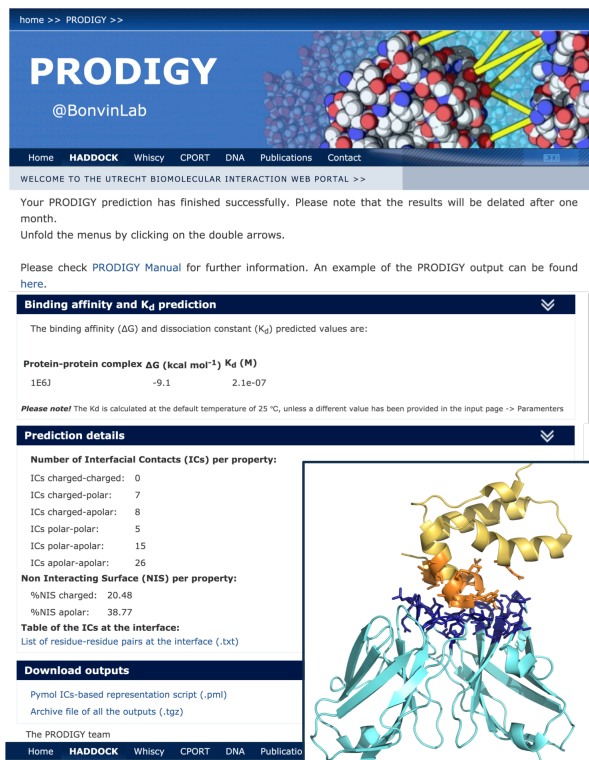 home >> PRODIGY >>
PRODIGY
@BonvinLab
Home HADDOCK Whiscy CPORT DNA Publications Contact
WELCOME TO THE UTRECHT BIOMOLECULAR INTERACTION WEB PORTAL >>
Your PRODIGY prediction has finished successfully. Please note that the results will be delated after one
month.
Unfold the menus by clicking on the double arrows.
Please check PRODIGY Manual for further information. An example of the PRODIGY output can be found
here.
Binding affinity and Kd prediction
The binding affinity (ΔG) and dissociation constant (Kd) predicted values are:
Protein-protein complex ΔG (kcal mol⁻¹) Kd (M)
1E6J -9.1 2.1e-07
Please note! The Kd is calculated at the default temperature of 25 ℃, unless a different value has been provided in the input page -> Paramenters
Prediction details
Number of Interfacial Contacts (ICs) per property:
ICs charged-charged: 0
ICs charged-polar: 7
ICs charged-apolar: 8
ICs polar-polar: 5
ICs polar-apolar: 15
ICs apolar-apolar: 26
Non Interacting Surface (NIS) per property:
%NIS charged: 20.48
%NIS apolar: 38.77
Table of the ICs at the interface:
List of residue-residue pairs at the interface (.txt)
Download outputs
Pymol ICs-based representation script (.pml)
Archive file of all the outputs (.tgz)
The PRODIGY team
Home HADDOCK Whiscy CPORT DNA Publicatio